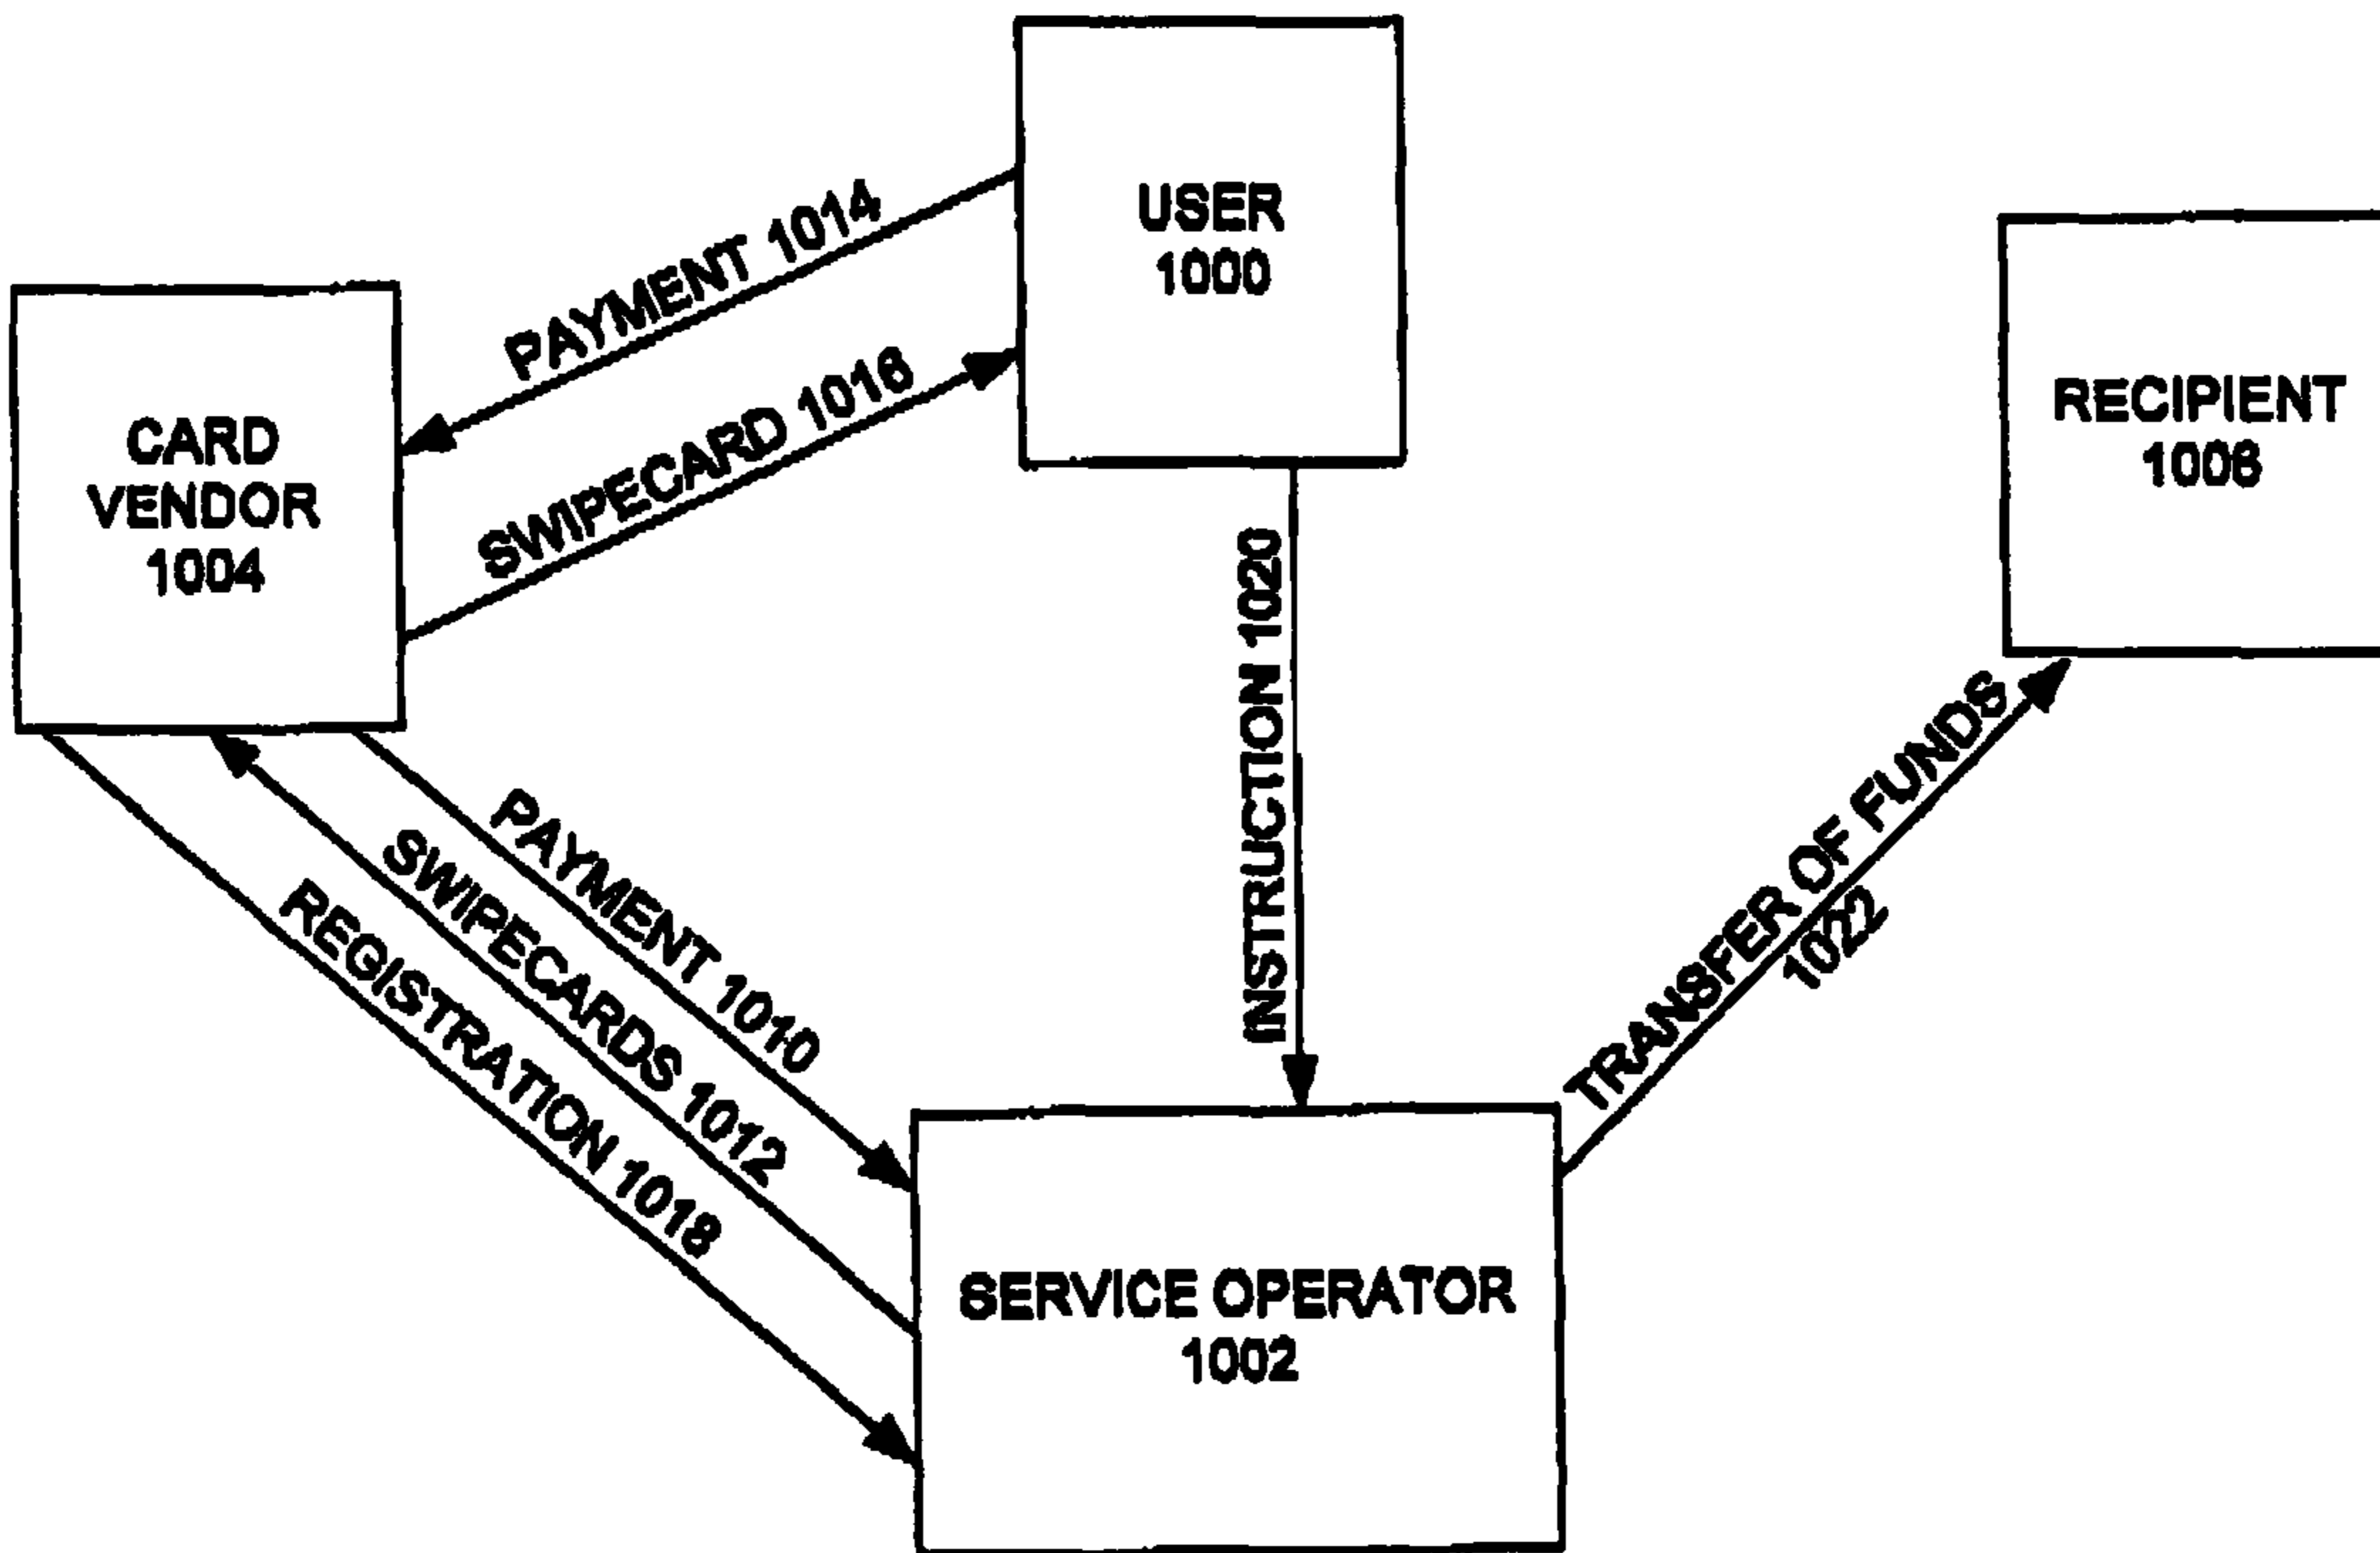 USER
1000
RECIPIENT
1006
CARD
VENDOR
1004
PAYMENT 1014
SWIPECARD 1016
INSTRUCTION 1020
TRANSFER OF FUNDS
1022
PAYMENT 1010
SWIPECARDS 1012
REGISTRATION 1018
SERVICE OPERATOR
1002